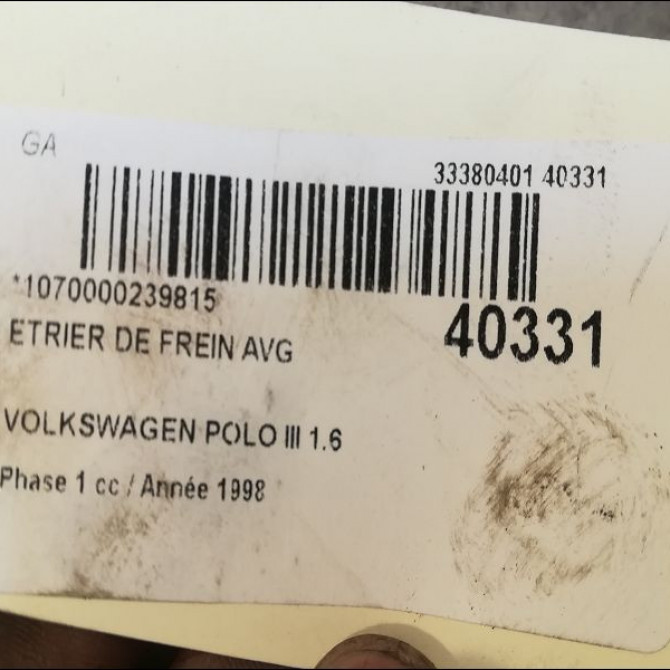 GA
33380401 40331
*1070000239815
40331
ETRIER DE FREIN AVG
VOLKSWAGEN POLO III 1.6
Phase 1 cc / Année 1998